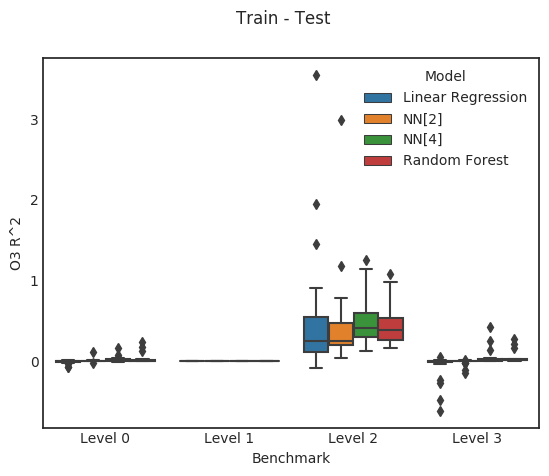 Train - Test
Model
Linear Regression
NN[2]
NN[4]
Random Forest
O3 R^2
3
2
1
0
Level 0
Level 1
Level 2
Level 3
Benchmark